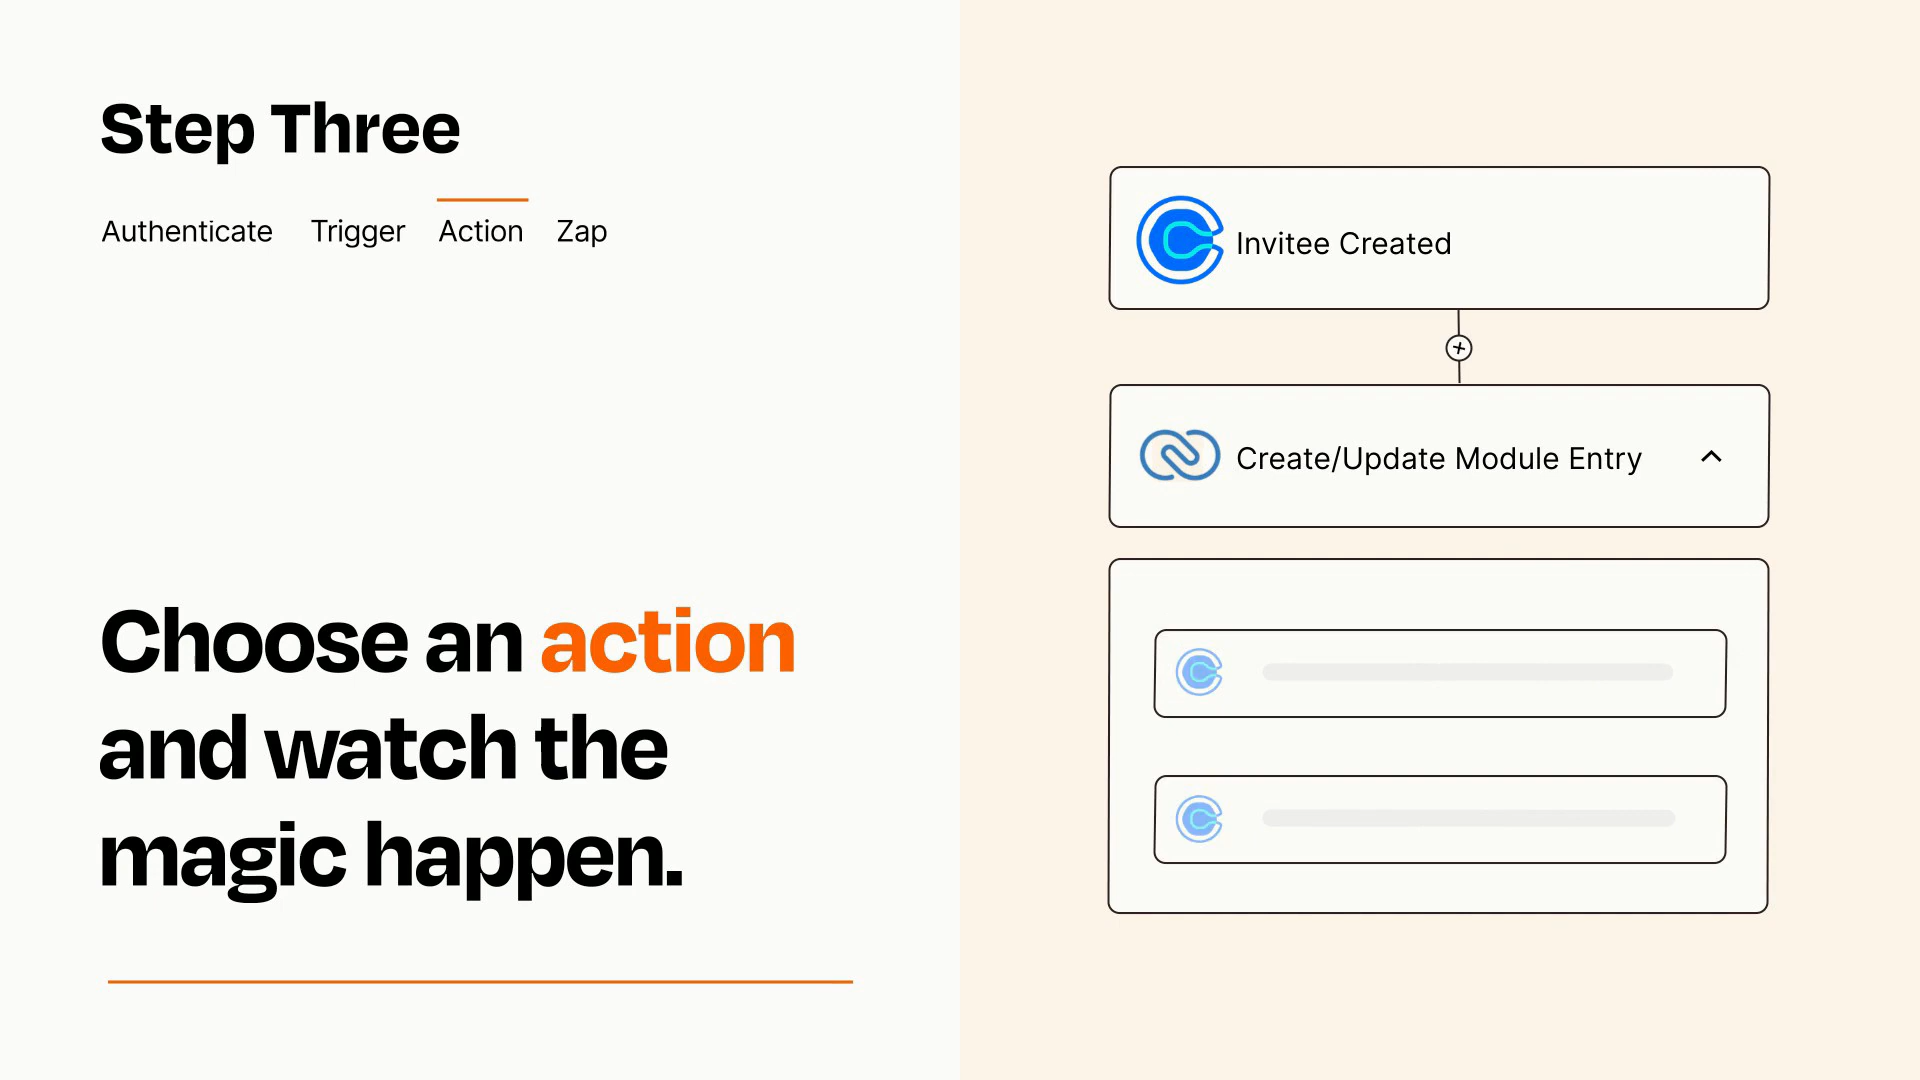 Step Three
Authenticate Trigger Action Zap
Choose an action
and watch the
magic happen.
Invitee Created
Create/Update Module Entry